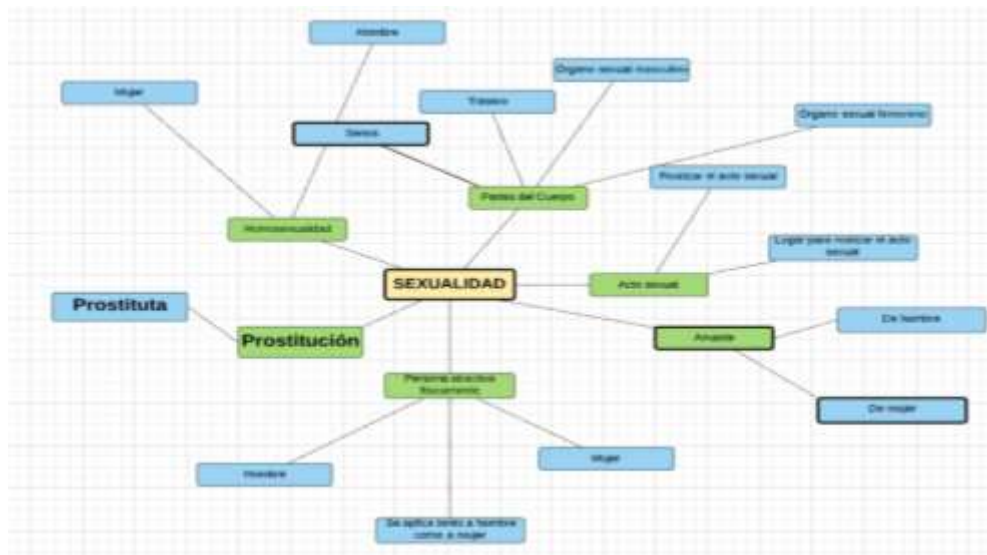 Hombre
Mujer
Órgano sexual masculino
Trasero
Órgano sexual femenino
Senos
Realizar el acto sexual
Partes del Cuerpo
Homosexualidad
Lugar para realizar el acto
sexual
SEXUALIDAD
Acto sexual
Prostituta
Prostitución
De hombre
Amante
Persona atractiva
físicamente
De mujer
Hombre
Mujer
Se aplica tanto a hombre
como a mujer